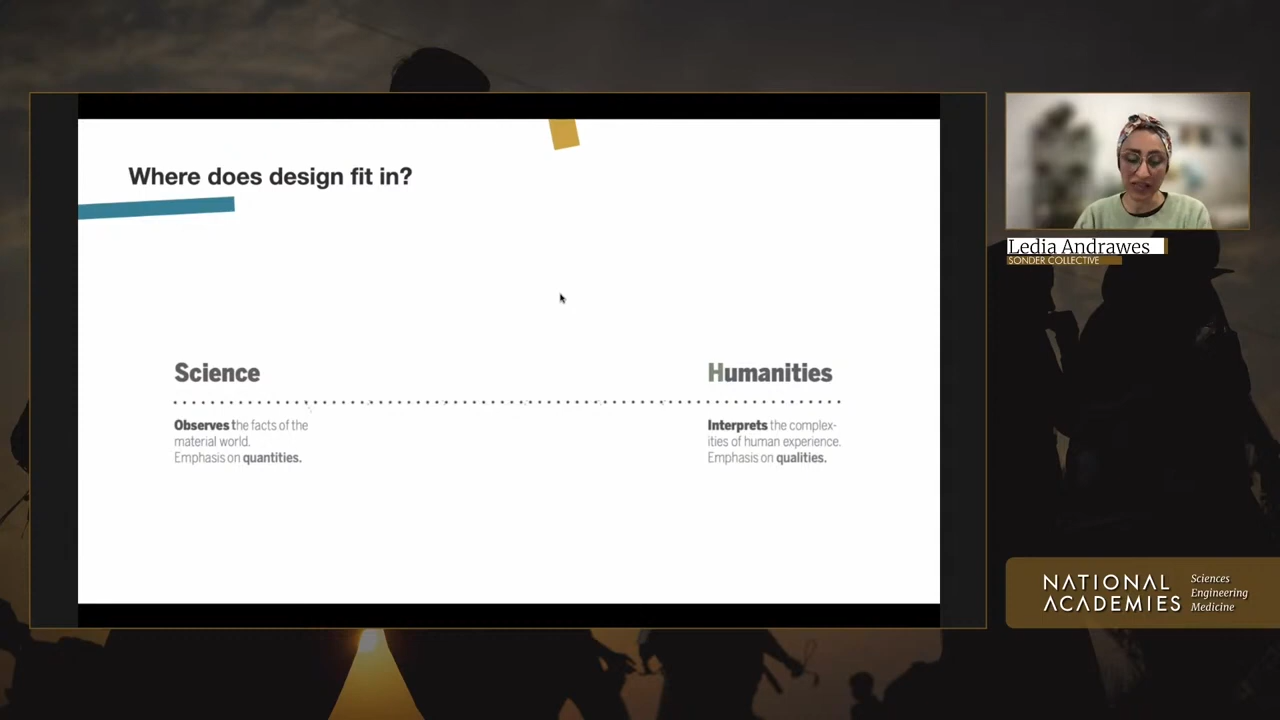 Where does design fit in?
Science
Observes the facts of the
material world.
Emphasis on quantities.
Humanities
Interprets the complex-
ities of human experience.
Emphasis on qualities.
Ledia Andrawes
SONDER COLLECTIVE
NATIONAL
ACADEMIES
Sciences
Engineering
Medicine